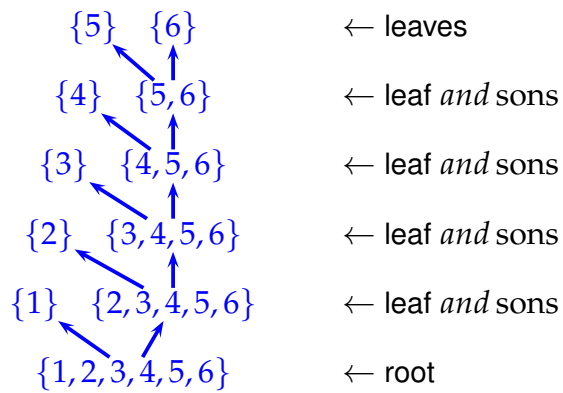 {5} {6} ← leaves
{4} {5, 6} ← leaf and sons
{3} {4, 5, 6} ← leaf and sons
{2} {3, 4, 5, 6} ← leaf and sons
{1} {2, 3, 4, 5, 6} ← leaf and sons
{1, 2, 3, 4, 5, 6} ← root